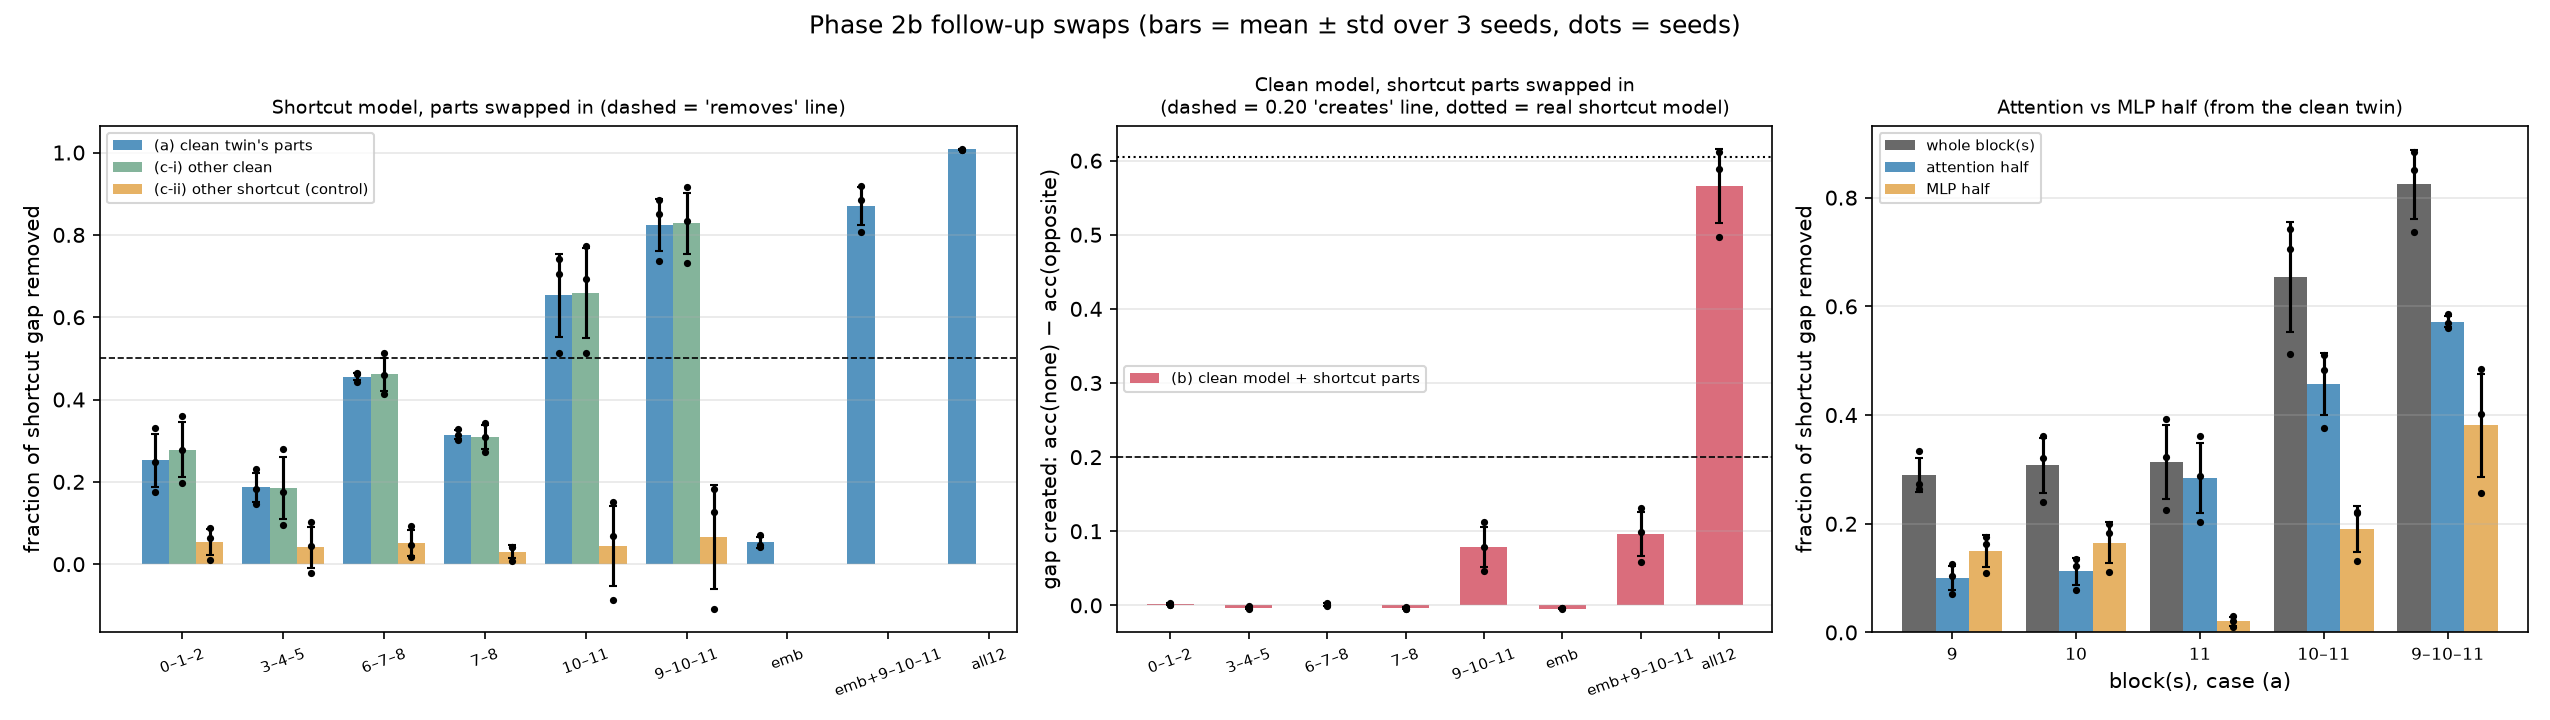 Phase 2b follow-up swaps (bars = mean ± std over 3 seeds, dots = seeds)
Shortcut model, parts swapped in (dashed = 'removes' line)
fraction of shortcut gap removed
1.0
0.8
0.6
0.4
0.2
0.0
(a) clean twin's parts
(c-i) other clean
(c-ii) other shortcut (control)
0–1–2
3–4–5
6–7–8
7–8
10–11
9–10–11
emb
emb+9–10–11
all12
Clean model, shortcut parts swapped in
(dashed = 0.20 'creates' line, dotted = real shortcut model)
gap created: acc(none) − acc(opposite)
0.6
0.5
0.4
0.3
0.2
0.1
0.0
(b) clean model + shortcut parts
0–1–2
3–4–5
6–7–8
7–8
9–10–11
emb
emb+9–10–11
all12
Attention vs MLP half (from the clean twin)
fraction of shortcut gap removed
0.8
0.6
0.4
0.2
0.0
whole block(s)
attention half
MLP half
9
10
11
10–11
9–10–11
block(s), case (a)